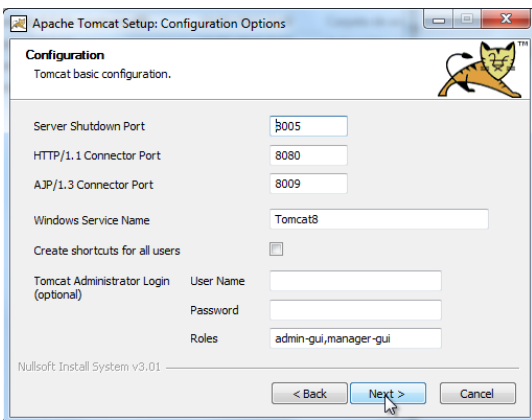 Apache Tomcat Setup: Configuration Options
Configuration
Tomcat basic configuration.
TM
Server Shutdown Port 8005
HTTP/1.1 Connector Port 8080
AJP/1.3 Connector Port 8009
Windows Service Name Tomcat8
Create shortcuts for all users
Tomcat Administrator Login (optional) User Name
Password
Roles admin-gui,manager-gui
Nullsoft Install System v3.01
< Back Next > Cancel